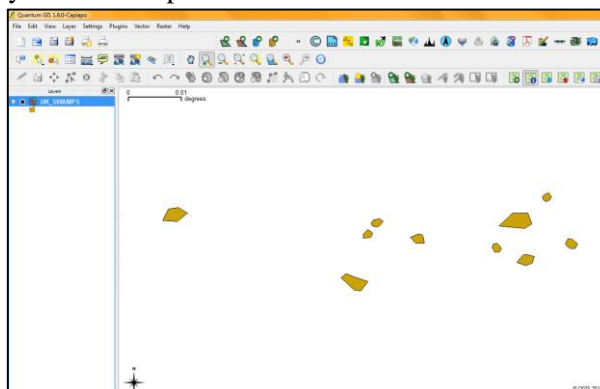 Quantum GIS 1.6.0-Capiapo
File Edit View Layer Settings Plugins Vector Raster Help
Layers
UK_SWAMPS
0 0.01
degrees
N
© QGIS